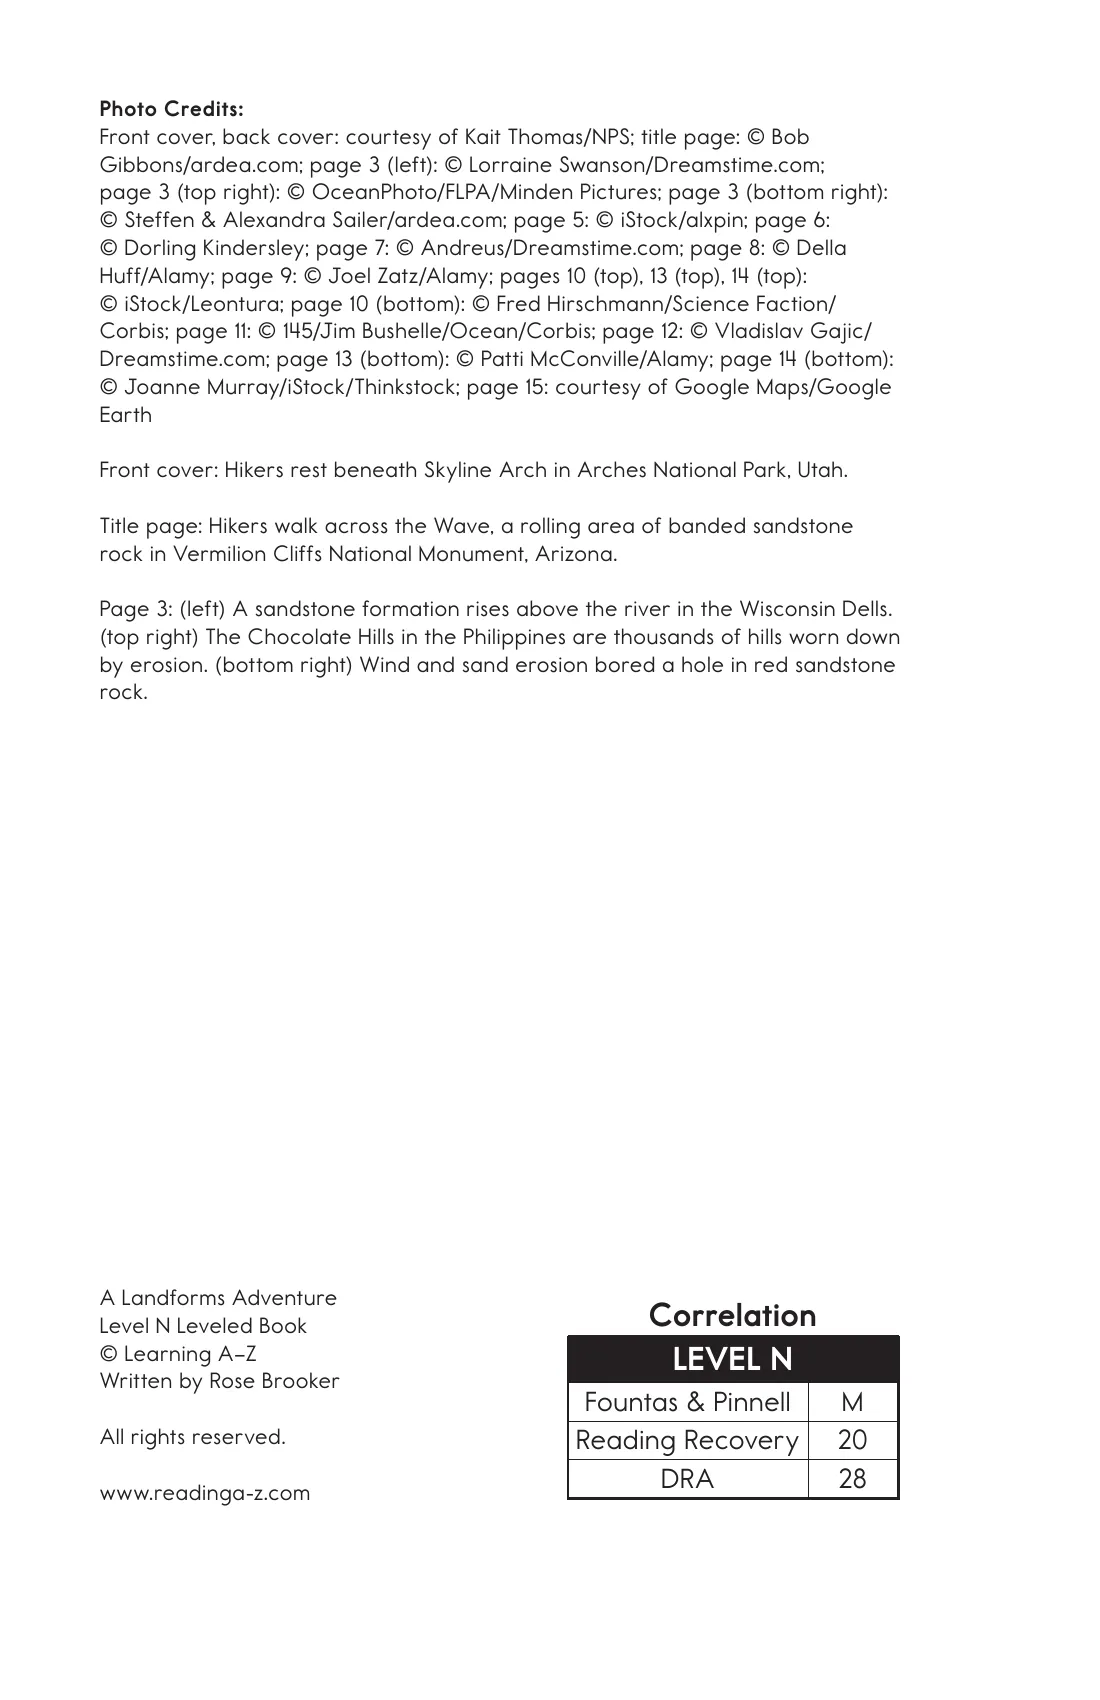 Photo Credits:
Front cover, back cover: courtesy of Kait Thomas/NPS; title page: © Bob
Gibbons/ardea.com; page 3 (left): © Lorraine Swanson/Dreamstime.com;
page 3 (top right): © OceanPhoto/FLPA/Minden Pictures; page 3 (bottom right):
© Steffen & Alexandra Sailer/ardea.com; page 5: © iStock/alxpin; page 6:
© Dorling Kindersley; page 7: © Andreus/Dreamstime.com; page 8: © Della
Huff/Alamy; page 9: © Joel Zatz/Alamy; pages 10 (top), 13 (top), 14 (top):
© iStock/Leontura; page 10 (bottom): © Fred Hirschmann/Science Faction/
Corbis; page 11: © 145/Jim Bushelle/Ocean/Corbis; page 12: © Vladislav Gajic/
Dreamstime.com; page 13 (bottom): © Patti McConville/Alamy; page 14 (bottom):
© Joanne Murray/iStock/Thinkstock; page 15: courtesy of Google Maps/Google
Earth
Front cover: Hikers rest beneath Skyline Arch in Arches National Park, Utah.
Title page: Hikers walk across the Wave, a rolling area of banded sandstone
rock in Vermilion Cliffs National Monument, Arizona.
Page 3: (left) A sandstone formation rises above the river in the Wisconsin Dells.
(top right) The Chocolate Hills in the Philippines are thousands of hills worn down
by erosion. (bottom right) Wind and sand erosion bored a hole in red sandstone
rock.
A Landforms Adventure
Level N Leveled Book
© Learning A–Z
Written by Rose Brooker
All rights reserved.
www.readinga-z.com
Correlation
LEVEL N
Fountas & Pinnell M
Reading Recovery 20
DRA 28